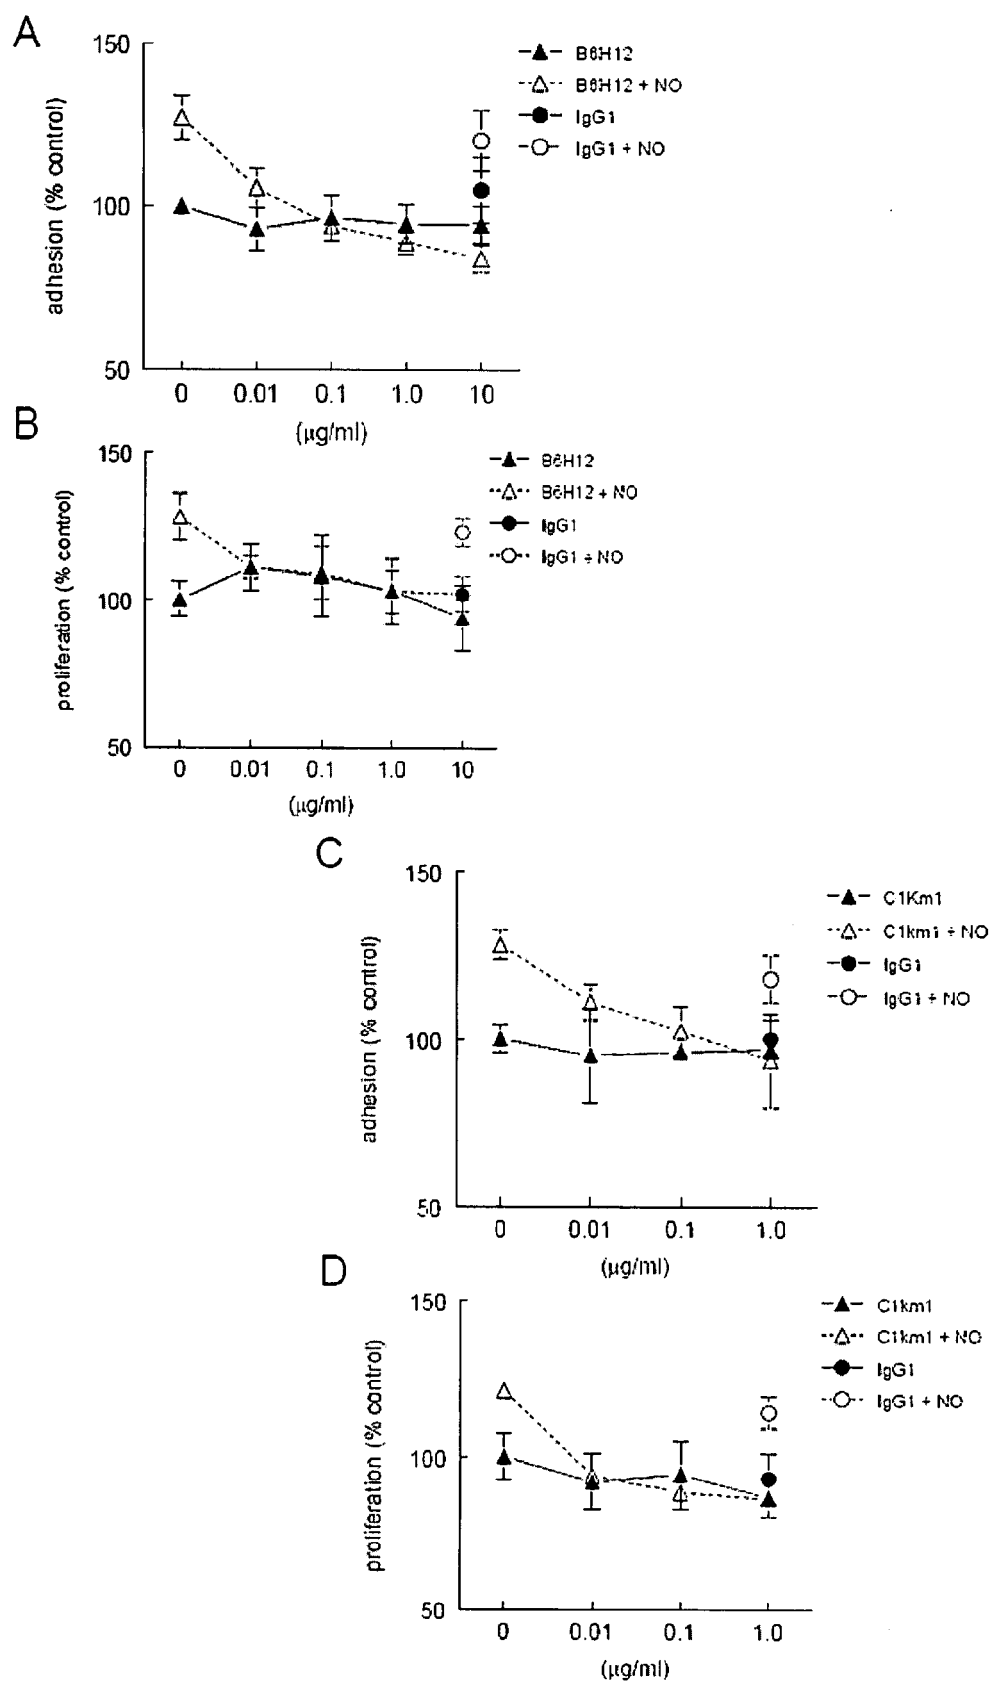 A
150
100
50
adhesion (% control)
0 0.01 0.1 1.0 10
(μg/ml)
B6H12
B6H12 + NO
IgG1
IgG1 + NO
B
150
100
50
proliferation (% control)
0 0.01 0.1 1.0 10
(μg/ml)
B6H12
B6H12 + NO
IgG1
IgG1 + NO
C
150
100
50
adhesion (% control)
0 0.01 0.1 1.0
(μg/ml)
C1Km1
C1km1 + NO
IgG1
IgG1 + NO
D
150
100
50
proliferation (% control)
0 0.01 0.1 1.0
(μg/ml)
C1km1
C1km1 + NO
IgG1
IgG1 + NO